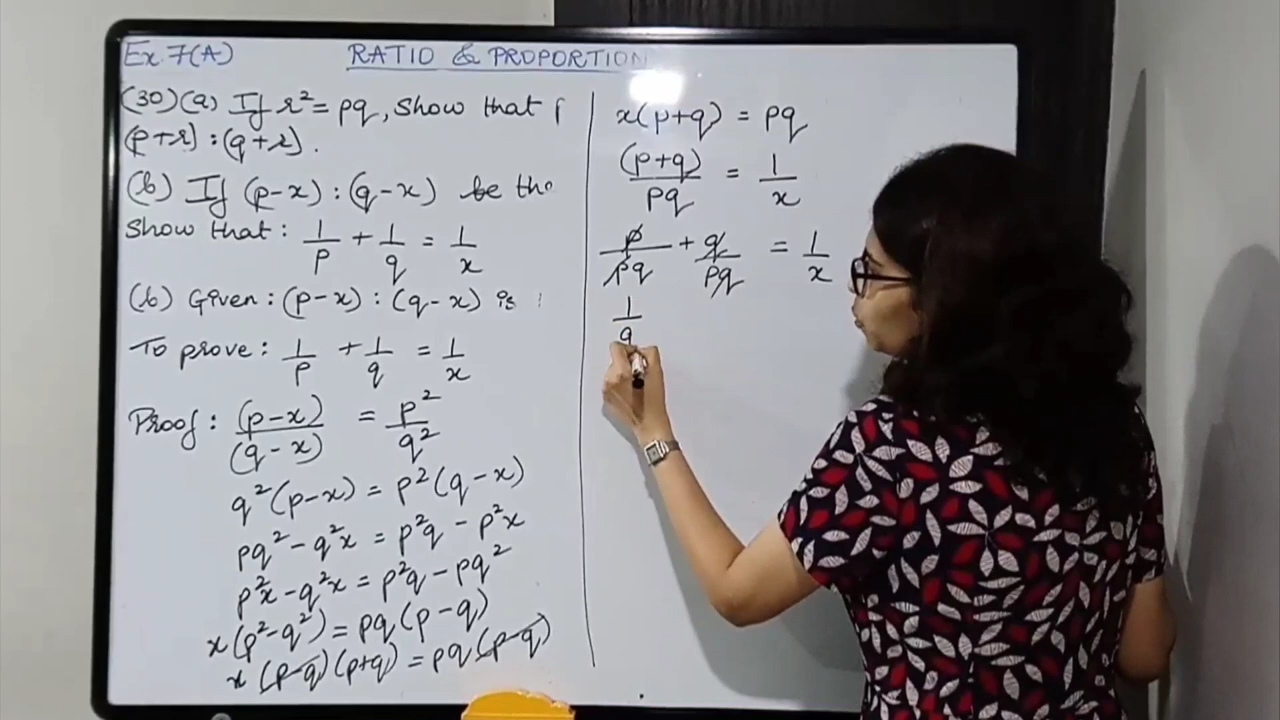 Ex. 7(A) RATIO & PROPORTION
(30)(a) If r² = pq, show that p
(p+r) : (q+r).
(b) If (p-x) : (q-x) be the
show that: 1/p + 1/q = 1/x
(b) Given: (p-x) : (q-x) is
To prove: 1/p + 1/q = 1/x
Proof: (p-x)/(q-x) = p²/q²
q²(p-x) = p²(q-x)
pq² - q²x = p²q - p²x
p²x - q²x = p²q - pq²
x(p²-q²) = pq(p-q)
x(p-q)(p+q) = pq(p-q)
x(p+q) = pq
(p+q)/pq = 1/x
p/pq + q/pq = 1/x
1/q